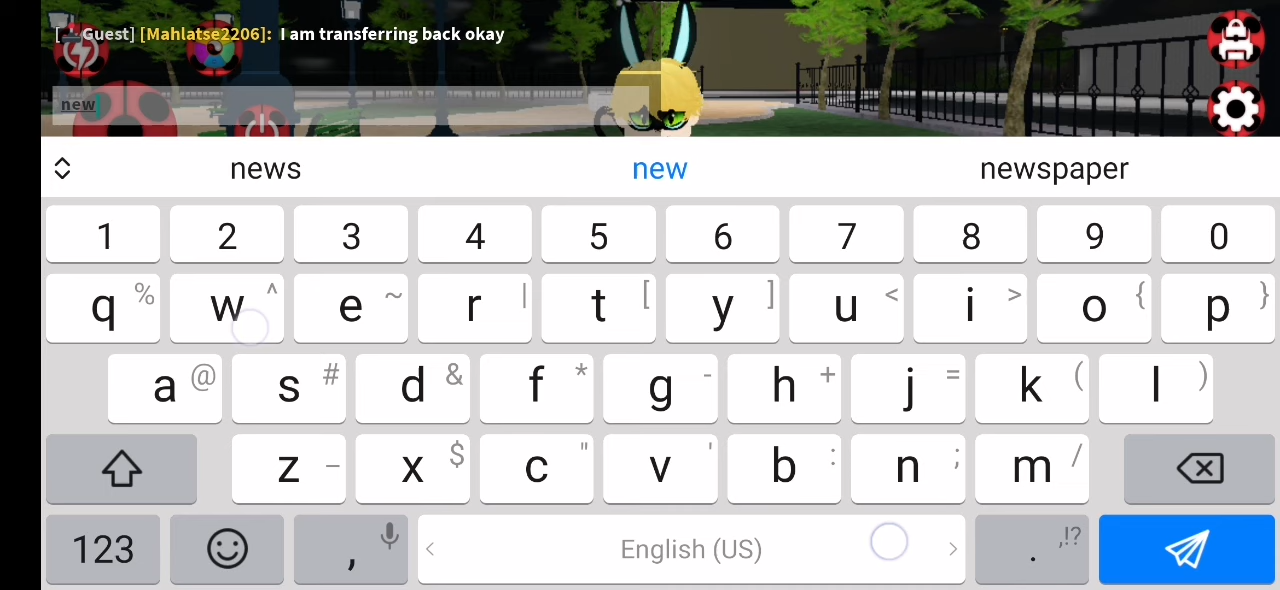 [Guest] [Mahlatse2206]: I am transferring back okay
new
news new newspaper
1 2 3 4 5 6 7 8 9 0
q % w ^ e ~ r | t [ y ] u < i > o { p }
a @ s # d & f * g - h + j = k ( l )
z _ x $ c " v ' b : n ; m /
123 , < English (US) > . ,!?